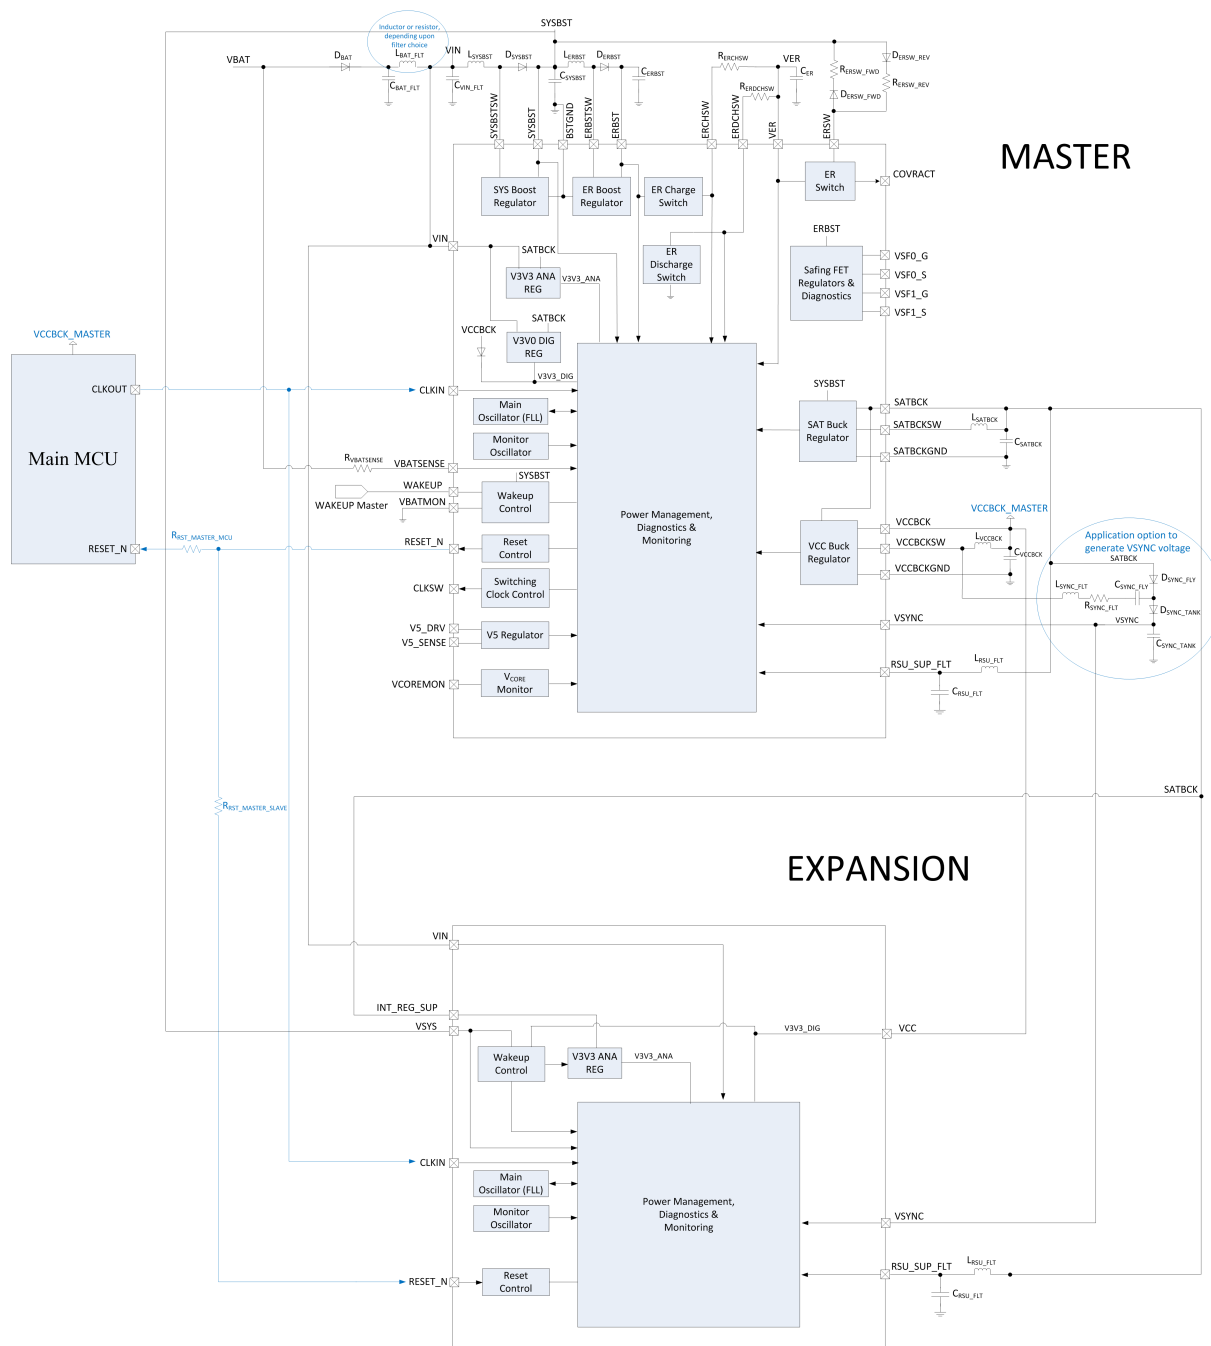 Inductor or resistor,
depending upon
filter choice
SYSBST
VBAT
DBAT
LBAT_FLT
VIN
LSYSBST
DSYSBST
LERBST
DERBST
CBAT_FLT
CVIN_FLT
CSYSBST
CERBST
RERCHSW
VER
CER
RERDCHSW
RERSW_FWD
DERSW_FWD
DERSW_REV
RERSW_REV
SYSBSTSW
SYSBST
BSTGND
ERBSTSW
ERBST
ERCHSW
ERDCHSW
VER
ERSW
MASTER
SYS Boost
Regulator
ER Boost
Regulator
ER Charge
Switch
ER
Switch
COVRACT
VIN
SATBCK
V3V3 ANA
REG
V3V3_ANA
ER
Discharge
Switch
ERBST
Safing FET
Regulators &
Diagnostics
VSF0_G
VSF0_S
VSF1_G
VSF1_S
VCCBCK_MASTER
VCCBCK
SATBCK
V3V0 DIG
REG
V3V3_DIG
CLKOUT
CLKIN
Main MCU
Main
Oscillator (FLL)
Monitor
Oscillator
RVBATSENSE
VBATSENSE
SYSBST
WAKEUP
WAKEUP Master
VBATMON
Wakeup
Control
Power Management,
Diagnostics &
Monitoring
SYSBST
SAT Buck
Regulator
SATBCK
SATBCKSW
SATBCKGND
LSATBCK
CSATBCK
VCCBCK_MASTER
VCC Buck
Regulator
VCCBCK
VCCBCKSW
VCCBCKGND
LVCCBCK
CVCCBCK
Application option to
generate VSYNC voltage
SATBCK
DSYNC_FLY
LSYNC_FLT
CSYNC_FLY
RSYNC_FLT
DSYNC_TANK
VSYNC
CSYNC_TANK
RRST_MASTER_MCU
RESET_N
RESET_N
Reset
Control
CLKSW
Switching
Clock Control
V5_DRV
V5_SENSE
V5 Regulator
VCOREMON
VCORE
Monitor
VSYNC
RSU_SUP_FLT
LRSU_FLT
CRSU_FLT
RRST_MASTER_SLAVE
SATBCK
EXPANSION
VIN
INT_REG_SUP
VSYS
Wakeup
Control
V3V3 ANA
REG
V3V3_ANA
V3V3_DIG
VCC
CLKIN
Main
Oscillator (FLL)
Monitor
Oscillator
Power Management,
Diagnostics &
Monitoring
VSYNC
RSU_SUP_FLT
LRSU_FLT
CRSU_FLT
RESET_N
Reset
Control